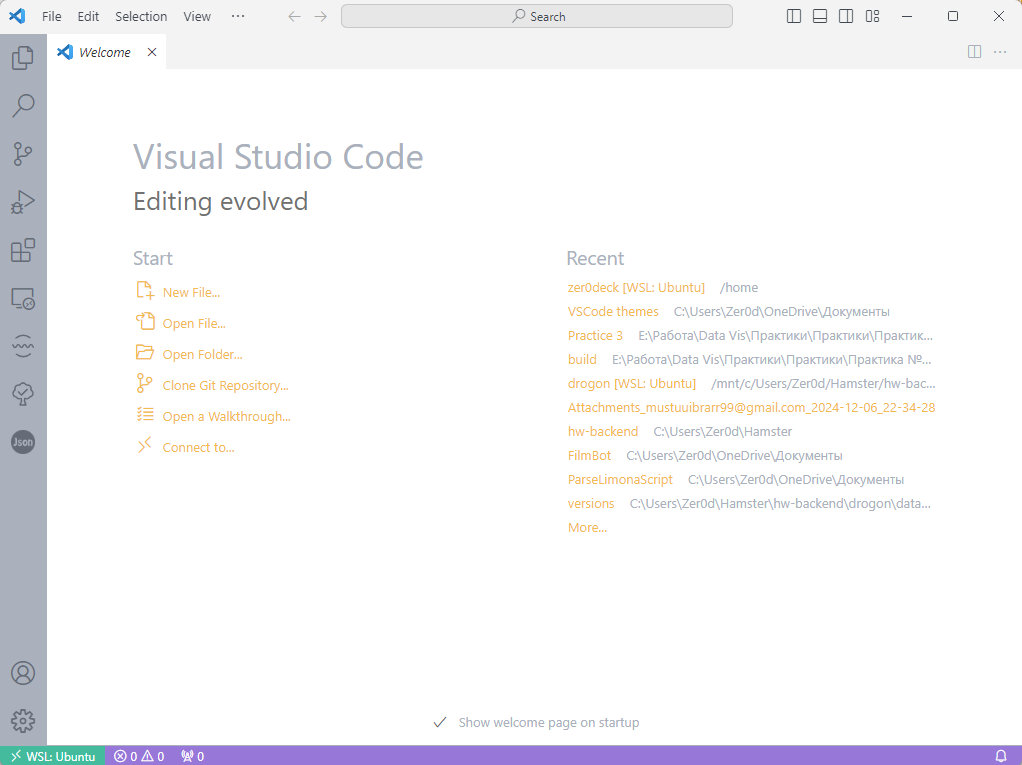 File Edit Selection View ··· Search
Welcome
Visual Studio Code
Editing evolved
Start
New File...
Open File...
Open Folder...
Clone Git Repository...
Open a Walkthrough...
Connect to...
Recent
zer0deck [WSL: Ubuntu] /home
VSCode themes C:\Users\Zer0d\OneDrive\Документы
Practice 3 E:\Работа\Data Vis\Практики\Практики\Практик...
build E:\Работа\Data Vis\Практики\Практики\Практика №...
drogon [WSL: Ubuntu] /mnt/c/Users/Zer0d/Hamster/hw-bac...
Attachments_mustuuibrarr99@gmail.com_2024-12-06_22-34-28
hw-backend C:\Users\Zer0d\Hamster
FilmBot C:\Users\Zer0d\OneDrive\Документы
ParseLimonaScript C:\Users\Zer0d\OneDrive\Документы
versions C:\Users\Zer0d\Hamster\hw-backend\drogon\data...
More...
Json
Show welcome page on startup
WSL: Ubuntu 0 0 0